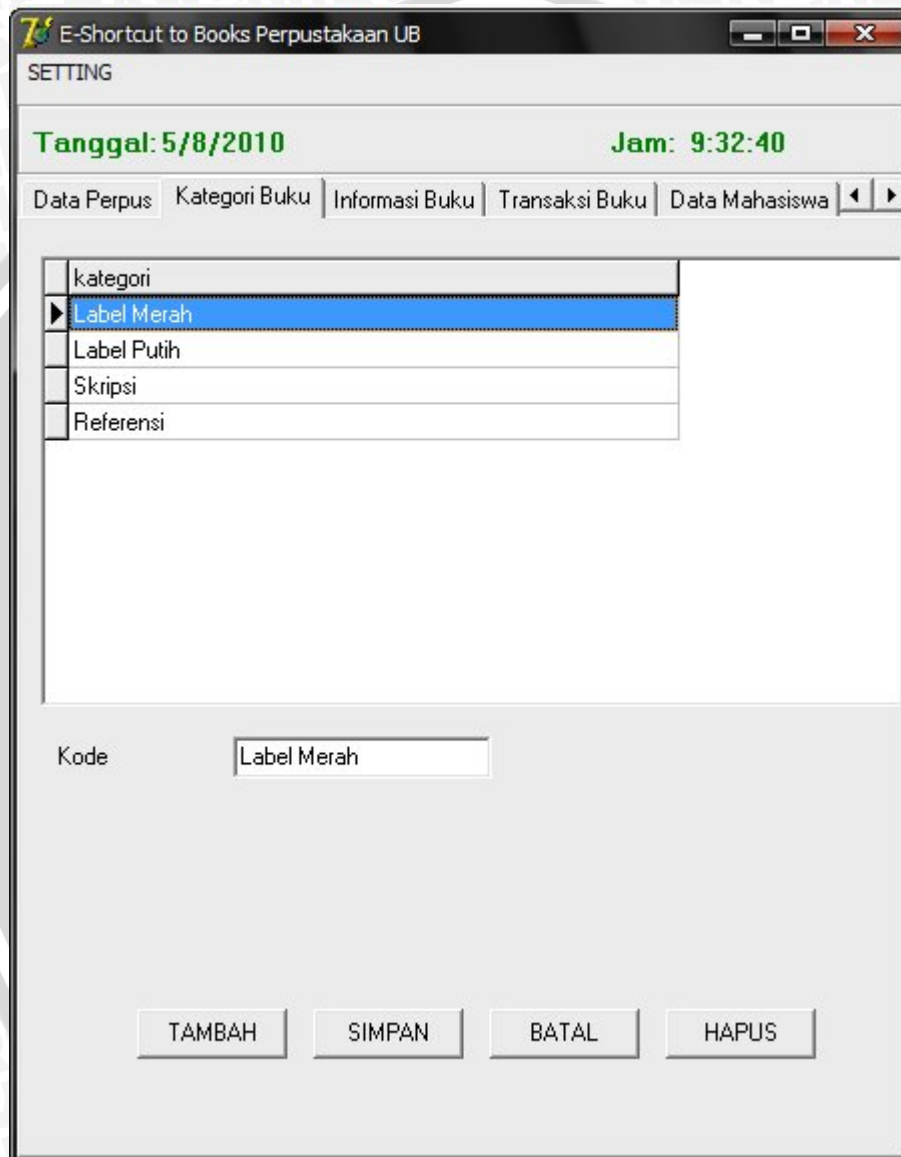 E-Shortcut to Books Perpustakaan UB
SETTING
Tanggal: 5/8/2010 Jam: 9:32:40
Data Perpus Kategori Buku Informasi Buku Transaksi Buku Data Mahasiswa
kategori
Label Merah
Label Putih
Skripsi
Referensi
Kode Label Merah
TAMBAH SIMPAN BATAL HAPUS